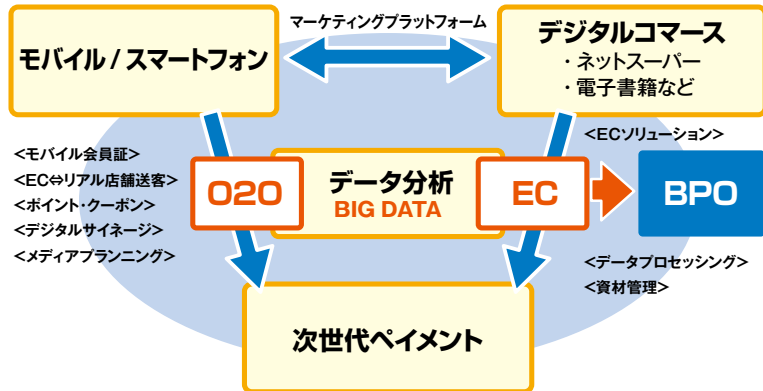 マーケティングプラットフォーム
モバイル / スマートフォン
デジタルコマース
・ネットスーパー
・電子書籍など
<モバイル会員証>
<EC⇔リアル店舗送客>
<ポイント・クーポン>
<デジタルサイネージ>
<メディアプランニング>
O2O
データ分析
BIG DATA
EC
<ECソリューション>
BPO
<データプロセッシング>
<資材管理>
次世代ペイメント